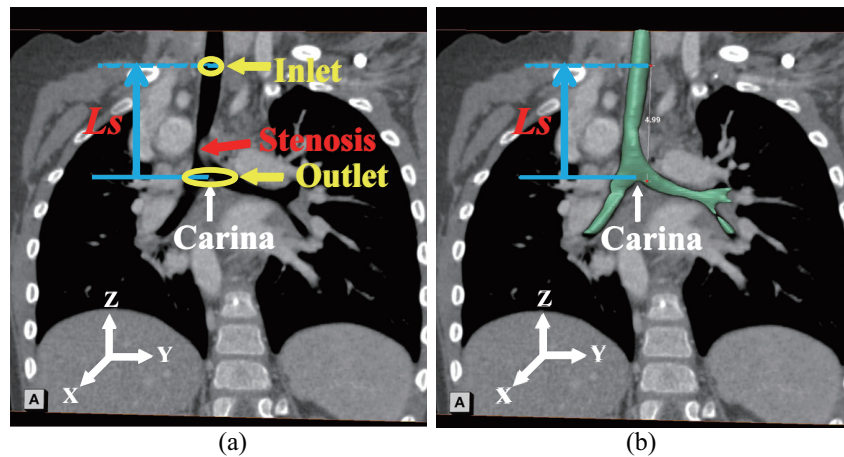 Inlet
Ls
Stenosis
Outlet
Carina
Z
Y
X
A
(a)
Ls
4.99
Carina
Z
Y
X
A
(b)